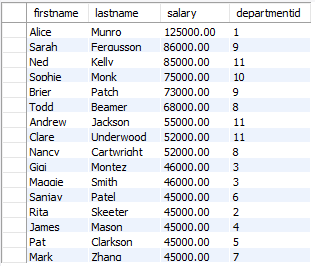 firstname lastname salary departmentid
Alice Munro 125000.00 1
Sarah Fergusson 86000.00 9
Ned Kelly 85000.00 11
Sophie Monk 75000.00 10
Brier Patch 73000.00 9
Todd Beamer 68000.00 8
Andrew Jackson 55000.00 11
Clare Underwood 52000.00 11
Nancy Cartwright 52000.00 8
Gigi Montez 46000.00 3
Maggie Smith 46000.00 3
Sanjay Patel 45000.00 6
Rita Skeeter 45000.00 2
James Mason 45000.00 4
Pat Clarkson 45000.00 5
Mark Zhang 45000.00 7